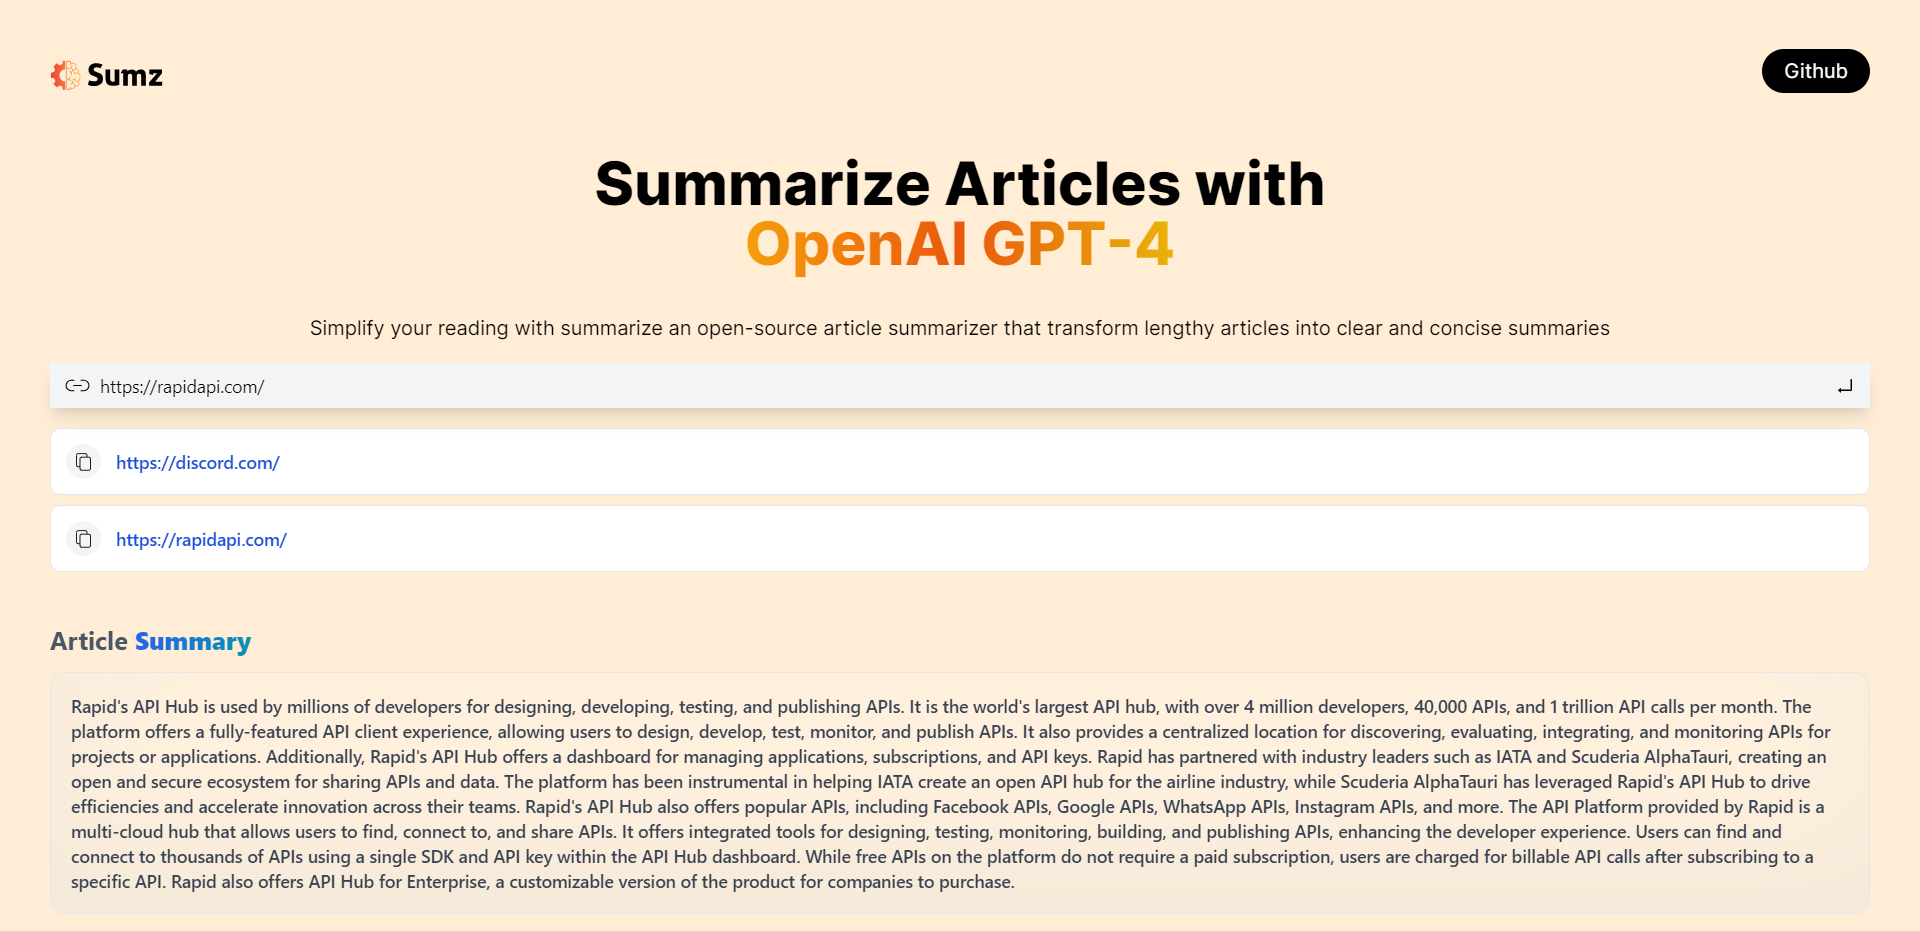 Sumz
Github
Summarize Articles with
OpenAI GPT-4
Simplify your reading with summarize an open-source article summarizer that transform lengthy articles into clear and concise summaries
https://rapidapi.com/
https://discord.com/
https://rapidapi.com/
Article Summary
Rapid's API Hub is used by millions of developers for designing, developing, testing, and publishing APIs. It is the world's largest API hub, with over 4 million developers, 40,000 APIs, and 1 trillion API calls per month. The
platform offers a fully-featured API client experience, allowing users to design, develop, test, monitor, and publish APIs. It also provides a centralized location for discovering, evaluating, integrating, and monitoring APIs for
projects or applications. Additionally, Rapid's API Hub offers a dashboard for managing applications, subscriptions, and API keys. Rapid has partnered with industry leaders such as IATA and Scuderia AlphaTauri, creating an
open and secure ecosystem for sharing APIs and data. The platform has been instrumental in helping IATA create an open API hub for the airline industry, while Scuderia AlphaTauri has leveraged Rapid's API Hub to drive
efficiencies and accelerate innovation across their teams. Rapid's API Hub also offers popular APIs, including Facebook APIs, Google APIs, WhatsApp APIs, Instagram APIs, and more. The API Platform provided by Rapid is a
multi-cloud hub that allows users to find, connect to, and share APIs. It offers integrated tools for designing, testing, monitoring, building, and publishing APIs, enhancing the developer experience. Users can find and
connect to thousands of APIs using a single SDK and API key within the API Hub dashboard. While free APIs on the platform do not require a paid subscription, users are charged for billable API calls after subscribing to a
specific API. Rapid also offers API Hub for Enterprise, a customizable version of the product for companies to purchase.